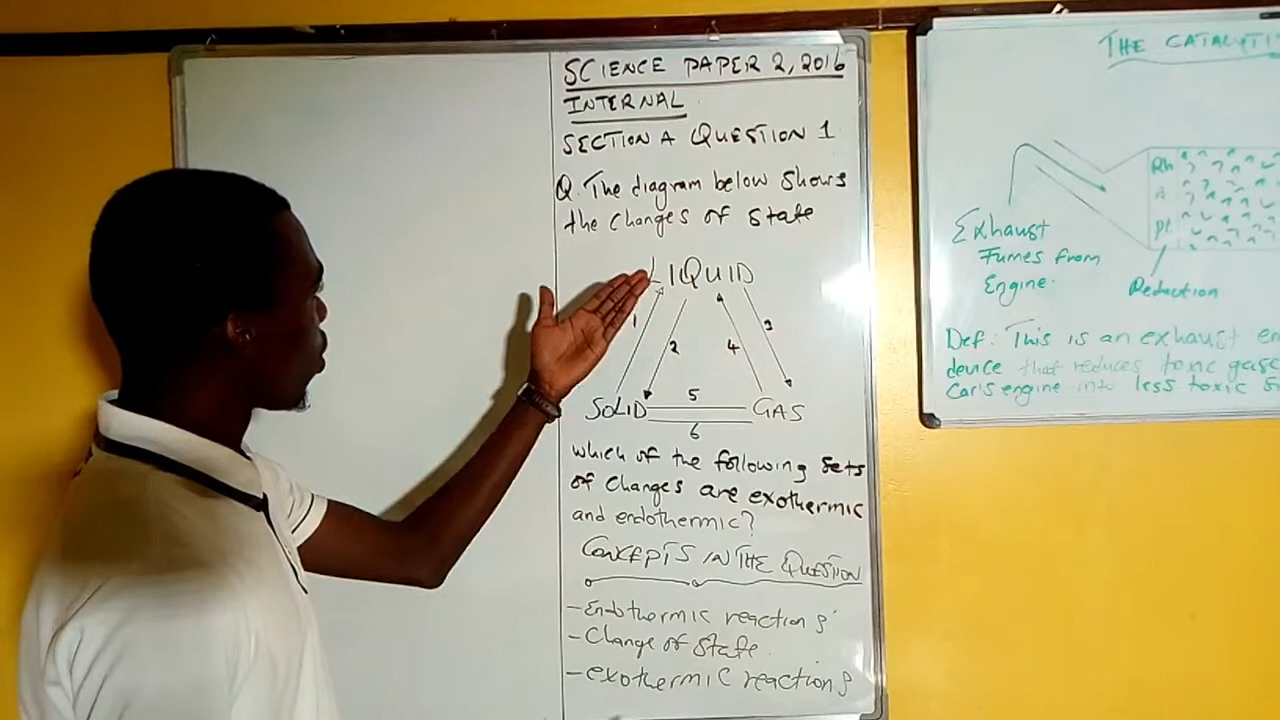 SCIENCE PAPER 2, 2016
INTERNAL
SECTION A QUESTION 1
Q. The diagram below shows
the changes of state
LIQUID
1
2
4
3
SOLID
5
GAS
6
which of the following sets
of changes are exothermic
and endothermic?
CONCEPTS IN THE QUESTION
- Endothermic reactions
- Change of state.
- exothermic reactions
THE CATALYTI
Rh
Pt
Exhaust
Fumes from
Engine.
Reduction
Def: This is an exhaust
device that reduces toxic
car's engine into less toxic